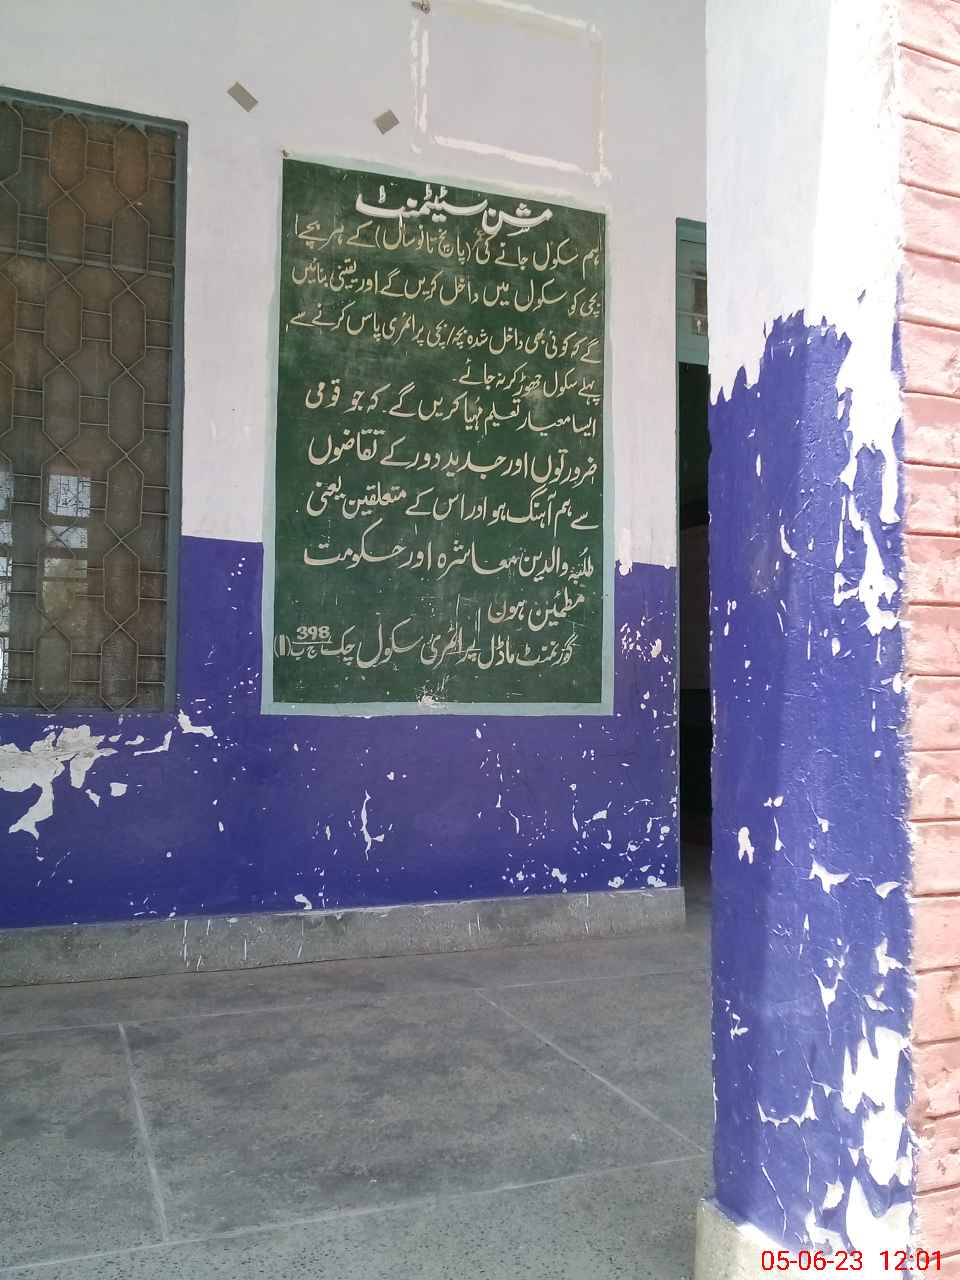 مشن سٹیٹمنٹ
ہم سکول جانے کی عمر (پانچ تا نو سال) کے ہر بچے/
بچی کو سکول میں داخل کریں گے اور یقینی بنائیں
گے کہ کوئی بھی داخل شدہ بچہ/بچی پرائمری پاس کرنے سے
پہلے سکول چھوڑ کر نہ جائے۔
ایسا معیار تعلیم مہیا کریں گے۔ کہ جو قومی
ضرورتوں اور جدید دور کے تقاضوں
سے ہم آہنگ ہو اور اس کے متعلقین یعنی
طلبہ والدین معاشرہ اور حکومت
مطمئین ہون
گورنمنٹ ماڈل پرائمری سکول چک 398 ج ب (I)
05-06-23 12:01